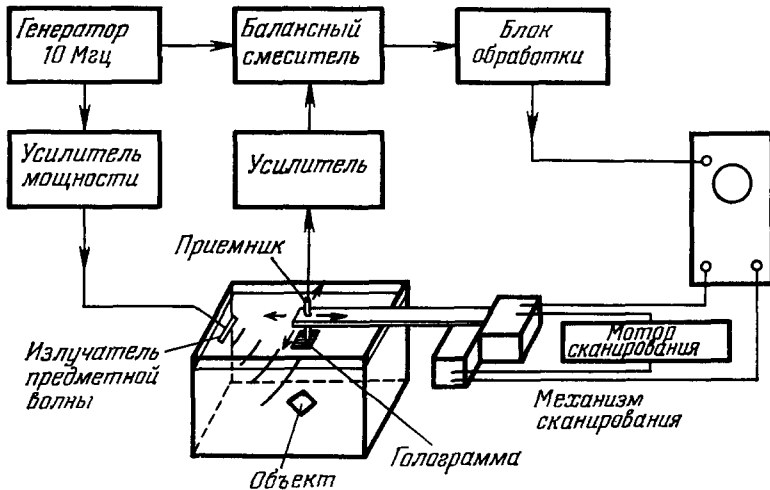 Генератор
10 Мгц
Балансный
смеситель
Блок
обработки
Усилитель
мощности
Усилитель
Приемник
Излучатель
предметной
волны
Мотор
сканирования
Механизм
сканирования
Голограмма
Объект